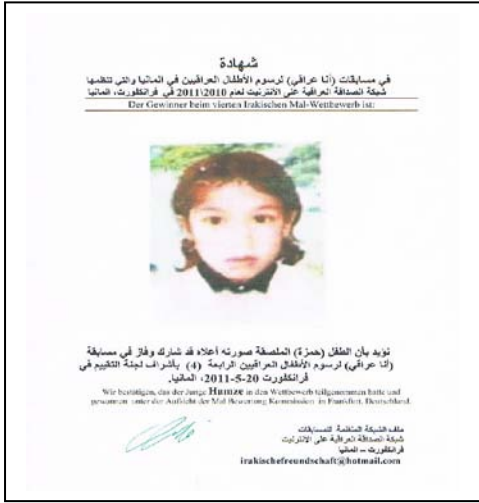 شهادة
في مسابقات (أنا عراقي) لرسوم الأطفال العراقيين في المانيا والتي تنظمها
شبكة الصداقة العراقية على الأنترنيت لعام 2010\2011 في فرانكفورت، المانيا
Der Gewinner beim vierten Irakischen Mal-Wettbewerb ist:
نؤيد بأن الطفل (حمزة) الملصقة صورته أعلاه قد شارك وفاز في مسابقة
(أنا عراقي) لرسوم الأطفال العراقيين الرابعة (4) بأشراف لجنة التقييم في
فرانكفورت 20-5-2011، المانيا.
Wir bestätigen, das der Junge Humze in den Wettbewerb teilgenommen hatte und
gewonnen unter der Aufsicht der Mal Bewertung Kommission in Frankfurt, Deutschland.
ملف الشبكة المنظمة للمسابقات
شبكة الصداقة العراقية على الأنترنيت
فرانكفورت – المانيا
irakischefreundschaft@hotmail.com